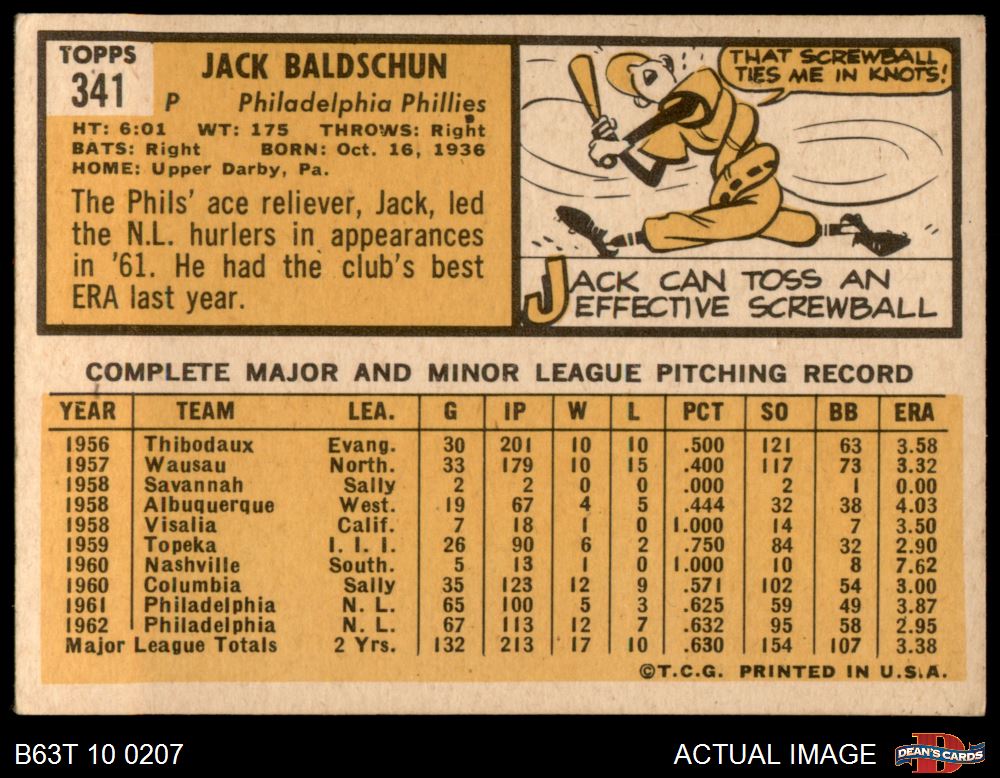 TOPPS
341
JACK BALDSCHUN
P Philadelphia Phillies
HT: 6:01 WT: 175 THROWS: Right
BATS: Right BORN: Oct. 16, 1936
HOME: Upper Darby, Pa.
The Phils' ace reliever, Jack, led
the N.L. hurlers in appearances
in '61. He had the club's best
ERA last year.
THAT SCREWBALL
TIES ME IN KNOTS!
JACK CAN TOSS AN
EFFECTIVE SCREWBALL
COMPLETE MAJOR AND MINOR LEAGUE PITCHING RECORD
YEAR TEAM LEA. G IP W L PCT SO BB ERA
1956 Thibodaux Evang. 30 201 10 10 .500 121 63 3.58
1957 Wausau North. 33 179 10 15 .400 117 73 3.32
1958 Savannah Sally 2 2 0 0 .000 2 1 0.00
1958 Albuquerque West. 19 67 4 5 .444 32 38 4.03
1958 Visalia Calif. 7 18 1 0 1.000 14 7 3.50
1959 Topeka I. I. I. 26 90 6 2 .750 84 32 2.90
1960 Nashville South. 5 13 1 0 1.000 10 8 7.62
1960 Columbia Sally 35 123 12 9 .571 102 54 3.00
1961 Philadelphia N. L. 65 100 5 3 .625 59 49 3.87
1962 Philadelphia N. L. 67 113 12 7 .632 95 58 2.95
Major League Totals 2 Yrs. 132 213 17 10 .630 154 107 3.38
©T.C.G. PRINTED IN U.S.A.
B63T 10 0207
ACTUAL IMAGE
D
DEAN'S CARDS